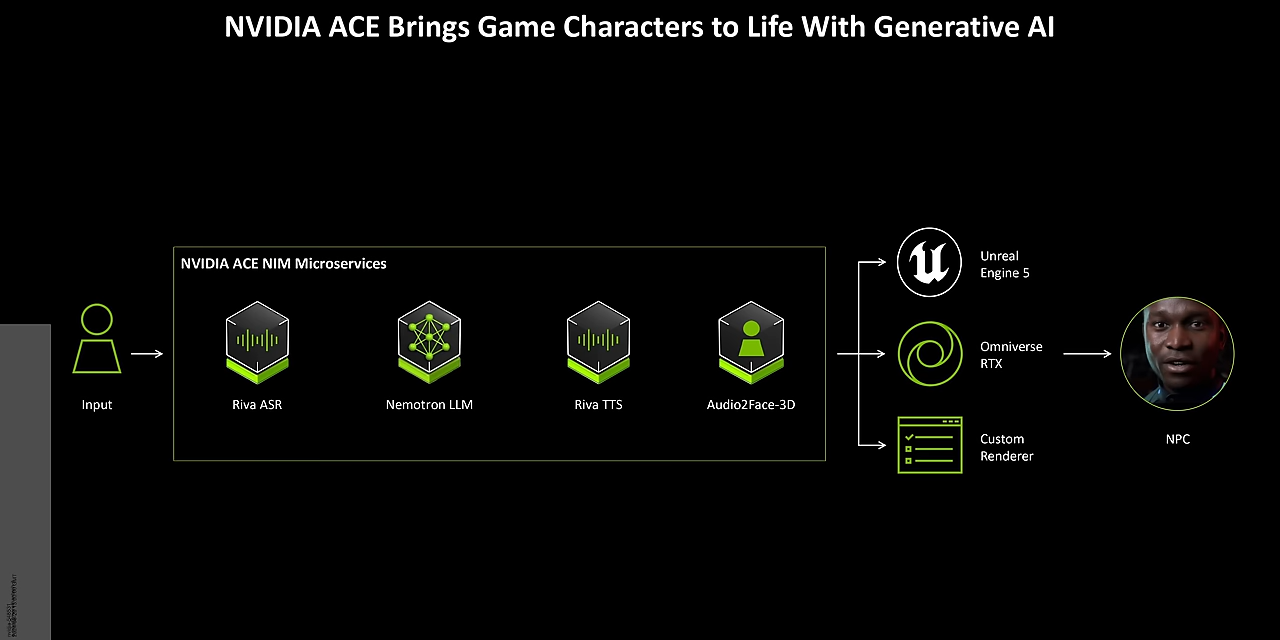 NVIDIA ACE Brings Game Characters to Life With Generative AI
NVIDIA ACE NIM Microservices
Input
Riva ASR
Nemotron LLM
Riva TTS
Audio2Face-3D
Unreal
Engine 5
Omniverse
RTX
Custom
Renderer
NPC